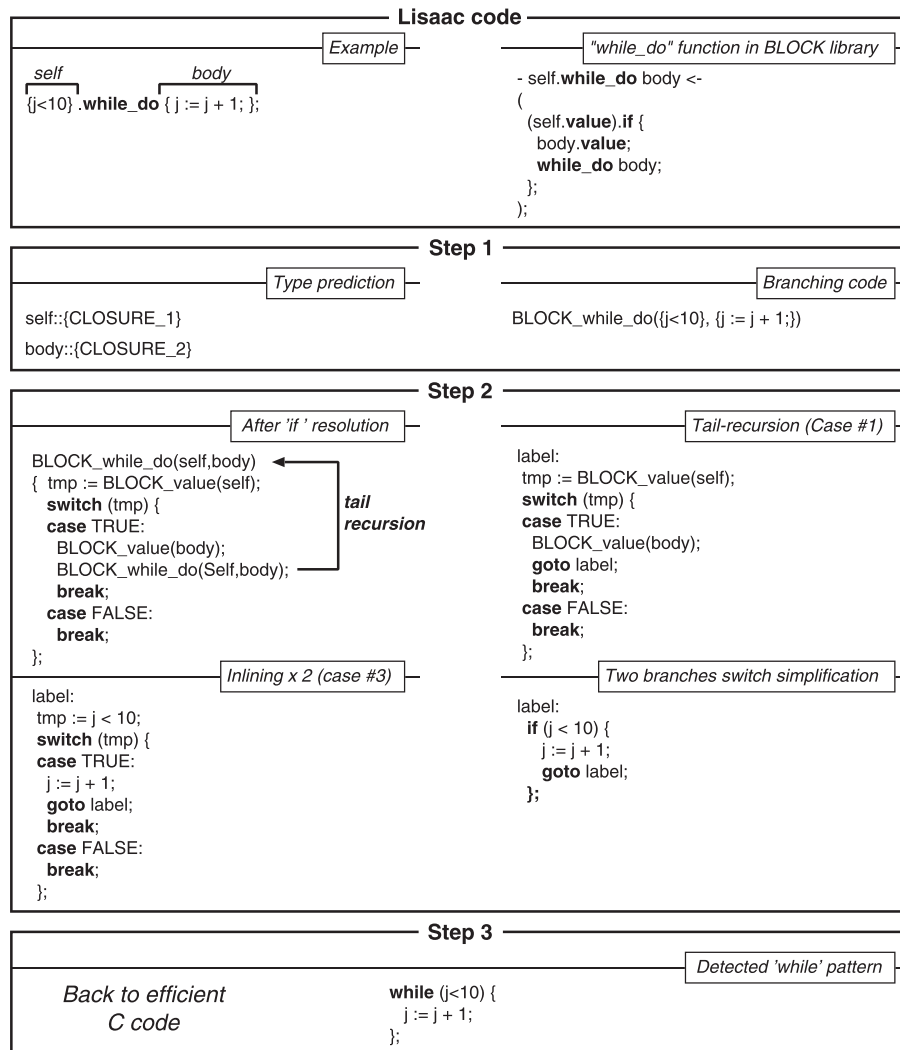 Lisaac code
Example
self body
{j<10} .while_do { j := j + 1; };
"while_do" function in BLOCK library
- self.while_do body <-
(
(self.value).if {
body.value;
while_do body;
};
);
Step 1
Type prediction
self::{CLOSURE_1}
body::{CLOSURE_2}
Branching code
BLOCK_while_do({j<10}, {j := j + 1;})
Step 2
After 'if ' resolution
BLOCK_while_do(self,body)
{ tmp := BLOCK_value(self);
switch (tmp) {
case TRUE:
BLOCK_value(body);
BLOCK_while_do(Self,body);
break;
case FALSE:
break;
};
tail
recursion
Tail-recursion (Case #1)
label:
tmp := BLOCK_value(self);
switch (tmp) {
case TRUE:
BLOCK_value(body);
goto label;
break;
case FALSE:
break;
};
Inlining x 2 (case #3)
label:
tmp := j < 10;
switch (tmp) {
case TRUE:
j := j + 1;
goto label;
break;
case FALSE:
break;
};
Two branches switch simplification
label:
if (j < 10) {
j := j + 1;
goto label;
};
Step 3
Detected 'while' pattern
Back to efficient
C code
while (j<10) {
j := j + 1;
};